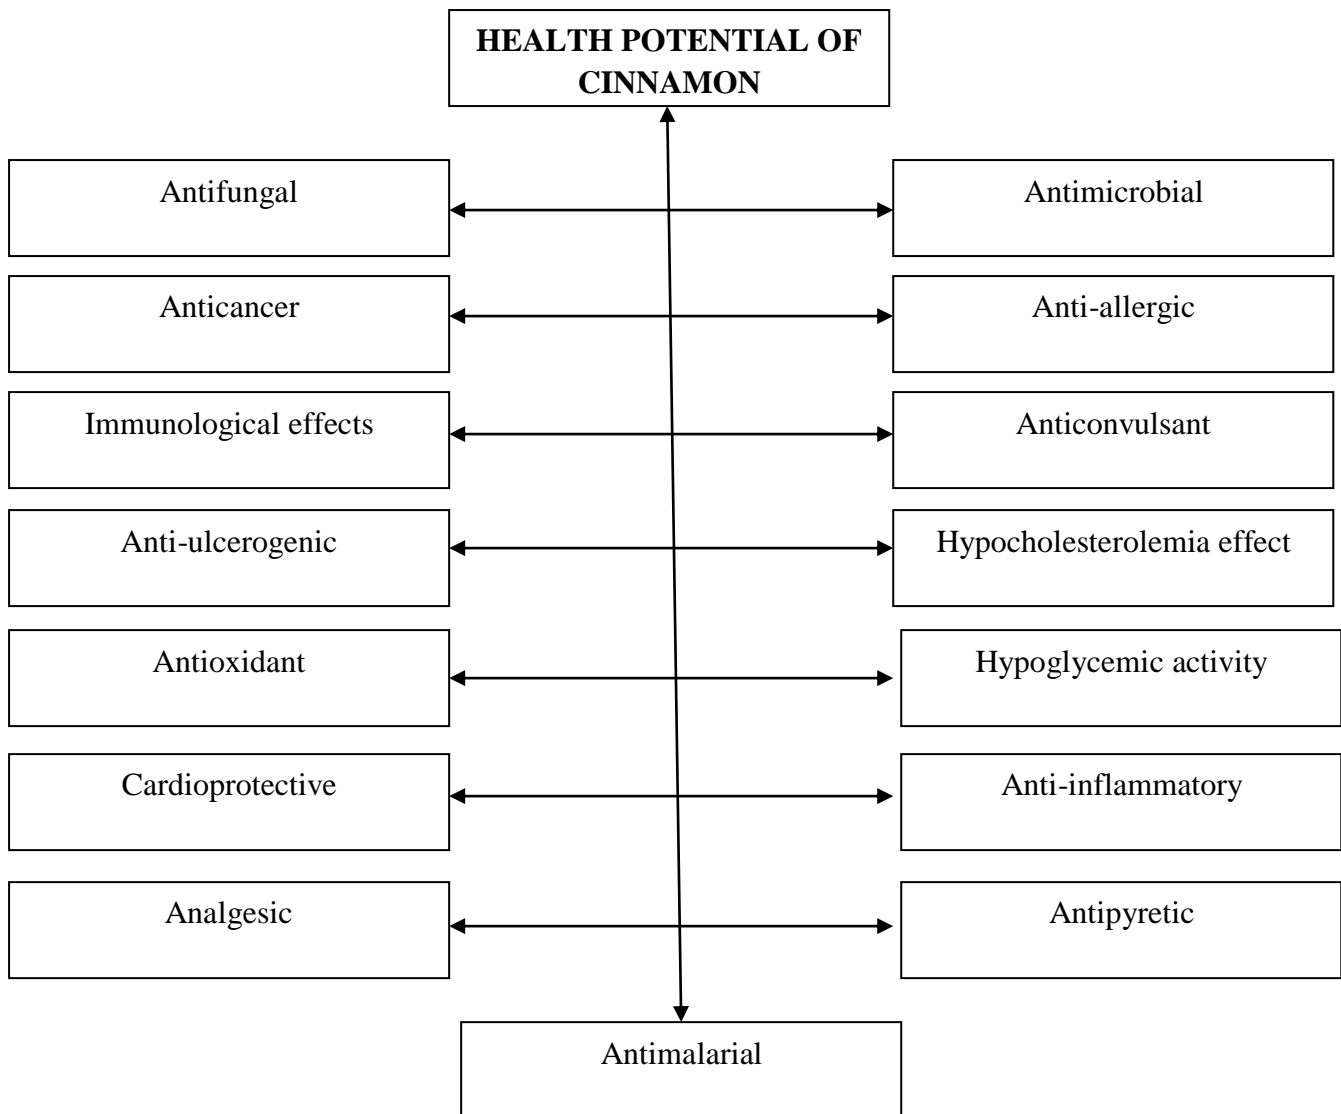 HEALTH POTENTIAL OF
CINNAMON
Antifungal
Antimicrobial
Anticancer
Anti-allergic
Immunological effects
Anticonvulsant
Anti-ulcerogenic
Hypocholesterolemia effect
Antioxidant
Hypoglycemic activity
Cardioprotective
Anti-inflammatory
Analgesic
Antipyretic
Antimalarial